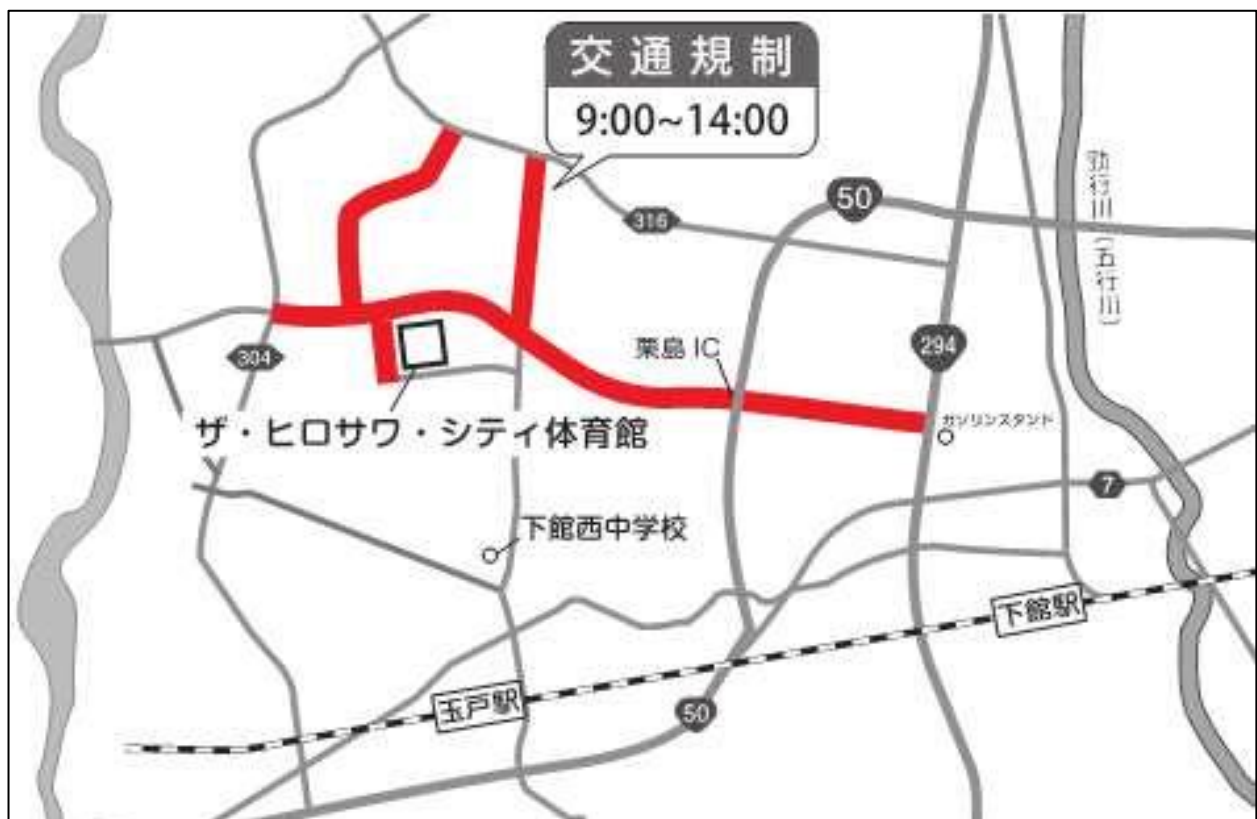 交通規制
9:00~14:00
50
316
勤行川(五行川)
294
栗島 IC
304
ガソリンスタンド
ザ・ヒロサワ・シティ体育館
7
下館西中学校
下館駅
玉戸駅
50